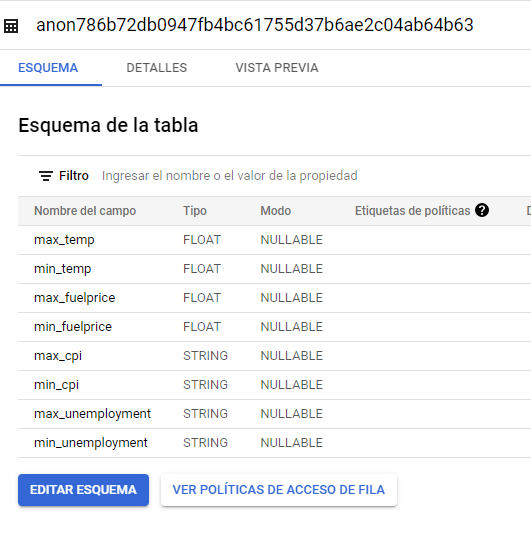 anon786b72db0947fb4bc61755d37b6ae2c04ab64b63
ESQUEMA DETALLES VISTA PREVIA
Esquema de la tabla
Filtro Ingresar el nombre o el valor de la propiedad
Nombre del campo Tipo Modo Etiquetas de políticas ? D
max_temp FLOAT NULLABLE
min_temp FLOAT NULLABLE
max_fuelprice FLOAT NULLABLE
min_fuelprice FLOAT NULLABLE
max_cpi STRING NULLABLE
min_cpi STRING NULLABLE
max_unemployment STRING NULLABLE
min_unemployment STRING NULLABLE
EDITAR ESQUEMA VER POLÍTICAS DE ACCESO DE FILA